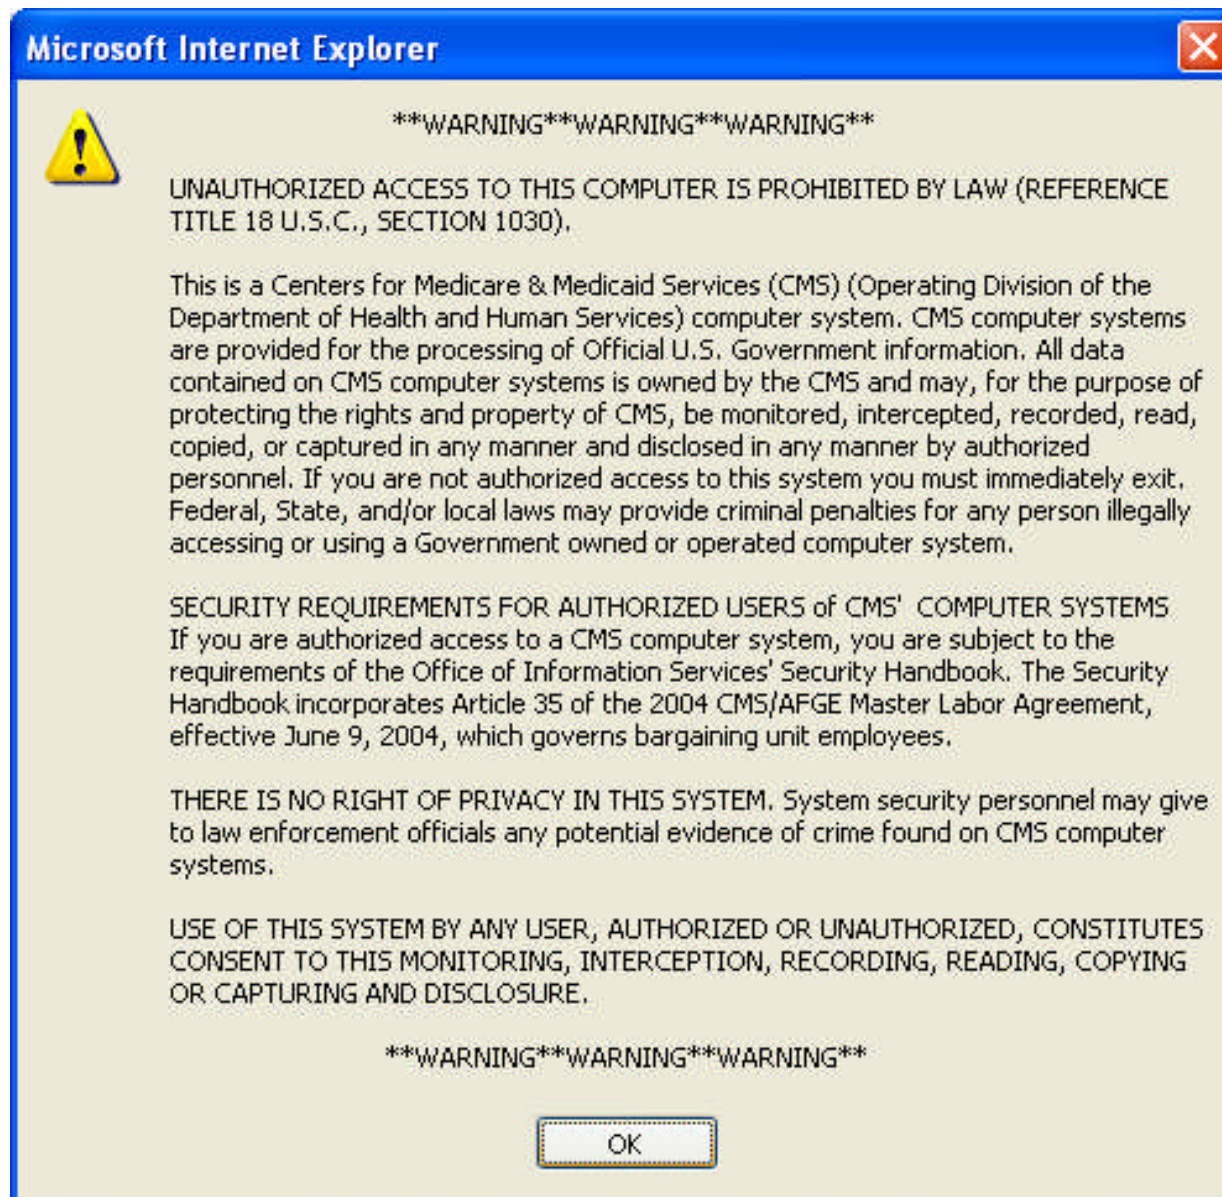 Microsoft Internet Explorer
**WARNING**WARNING**WARNING**
UNAUTHORIZED ACCESS TO THIS COMPUTER IS PROHIBITED BY LAW (REFERENCE
TITLE 18 U.S.C., SECTION 1030).
This is a Centers for Medicare & Medicaid Services (CMS) (Operating Division of the
Department of Health and Human Services) computer system. CMS computer systems
are provided for the processing of Official U.S. Government information. All data
contained on CMS computer systems is owned by the CMS and may, for the purpose of
protecting the rights and property of CMS, be monitored, intercepted, recorded, read,
copied, or captured in any manner and disclosed in any manner by authorized
personnel. If you are not authorized access to this system you must immediately exit.
Federal, State, and/or local laws may provide criminal penalties for any person illegally
accessing or using a Government owned or operated computer system.
SECURITY REQUIREMENTS FOR AUTHORIZED USERS of CMS' COMPUTER SYSTEMS
If you are authorized access to a CMS computer system, you are subject to the
requirements of the Office of Information Services' Security Handbook. The Security
Handbook incorporates Article 35 of the 2004 CMS/AFGE Master Labor Agreement,
effective June 9, 2004, which governs bargaining unit employees.
THERE IS NO RIGHT OF PRIVACY IN THIS SYSTEM. System security personnel may give
to law enforcement officials any potential evidence of crime found on CMS computer
systems.
USE OF THIS SYSTEM BY ANY USER, AUTHORIZED OR UNAUTHORIZED, CONSTITUTES
CONSENT TO THIS MONITORING, INTERCEPTION, RECORDING, READING, COPYING
OR CAPTURING AND DISCLOSURE.
**WARNING**WARNING**WARNING**
OK